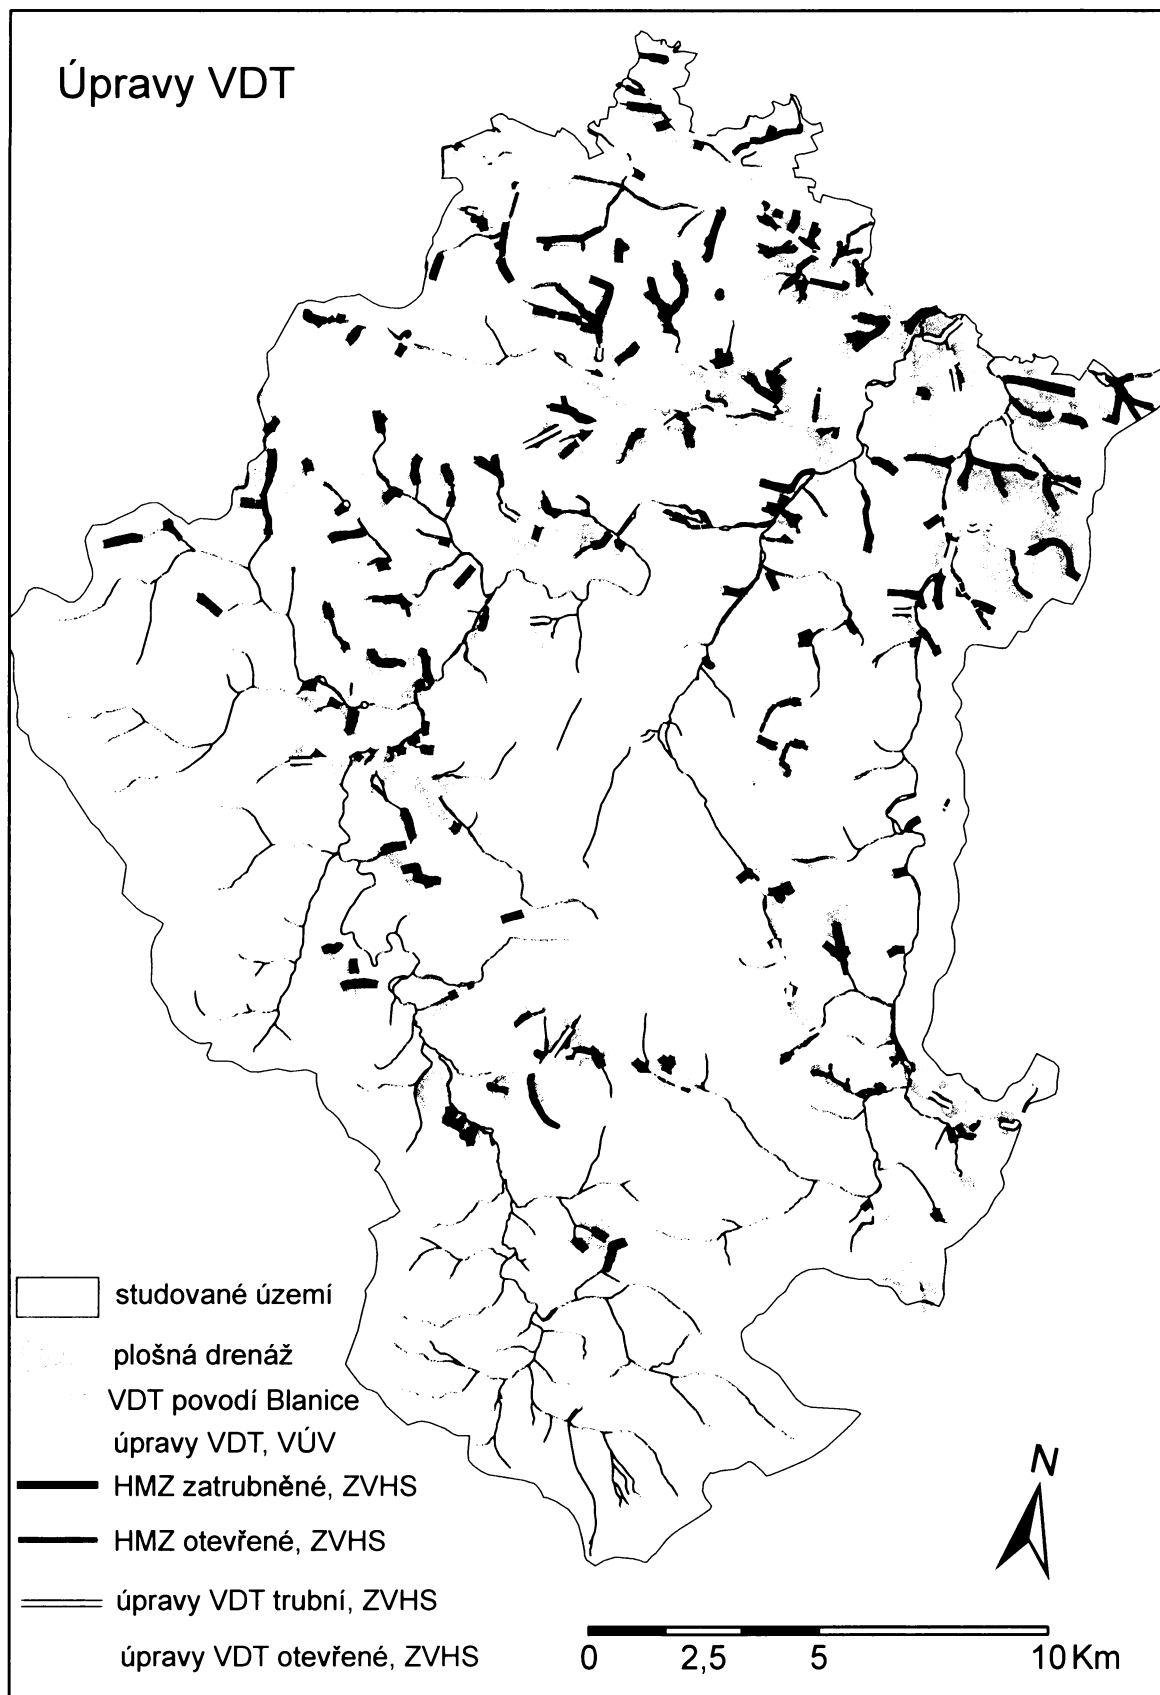 Úpravy VDT
studované území
plošná drenáž
VDT povodí Blanice
úpravy VDT, VÚV
HMZ zatrubněné, ZVHS
HMZ otevřené, ZVHS
úpravy VDT trubní, ZVHS
úpravy VDT otevřené, ZVHS
N
0 2,5 5 10 Km